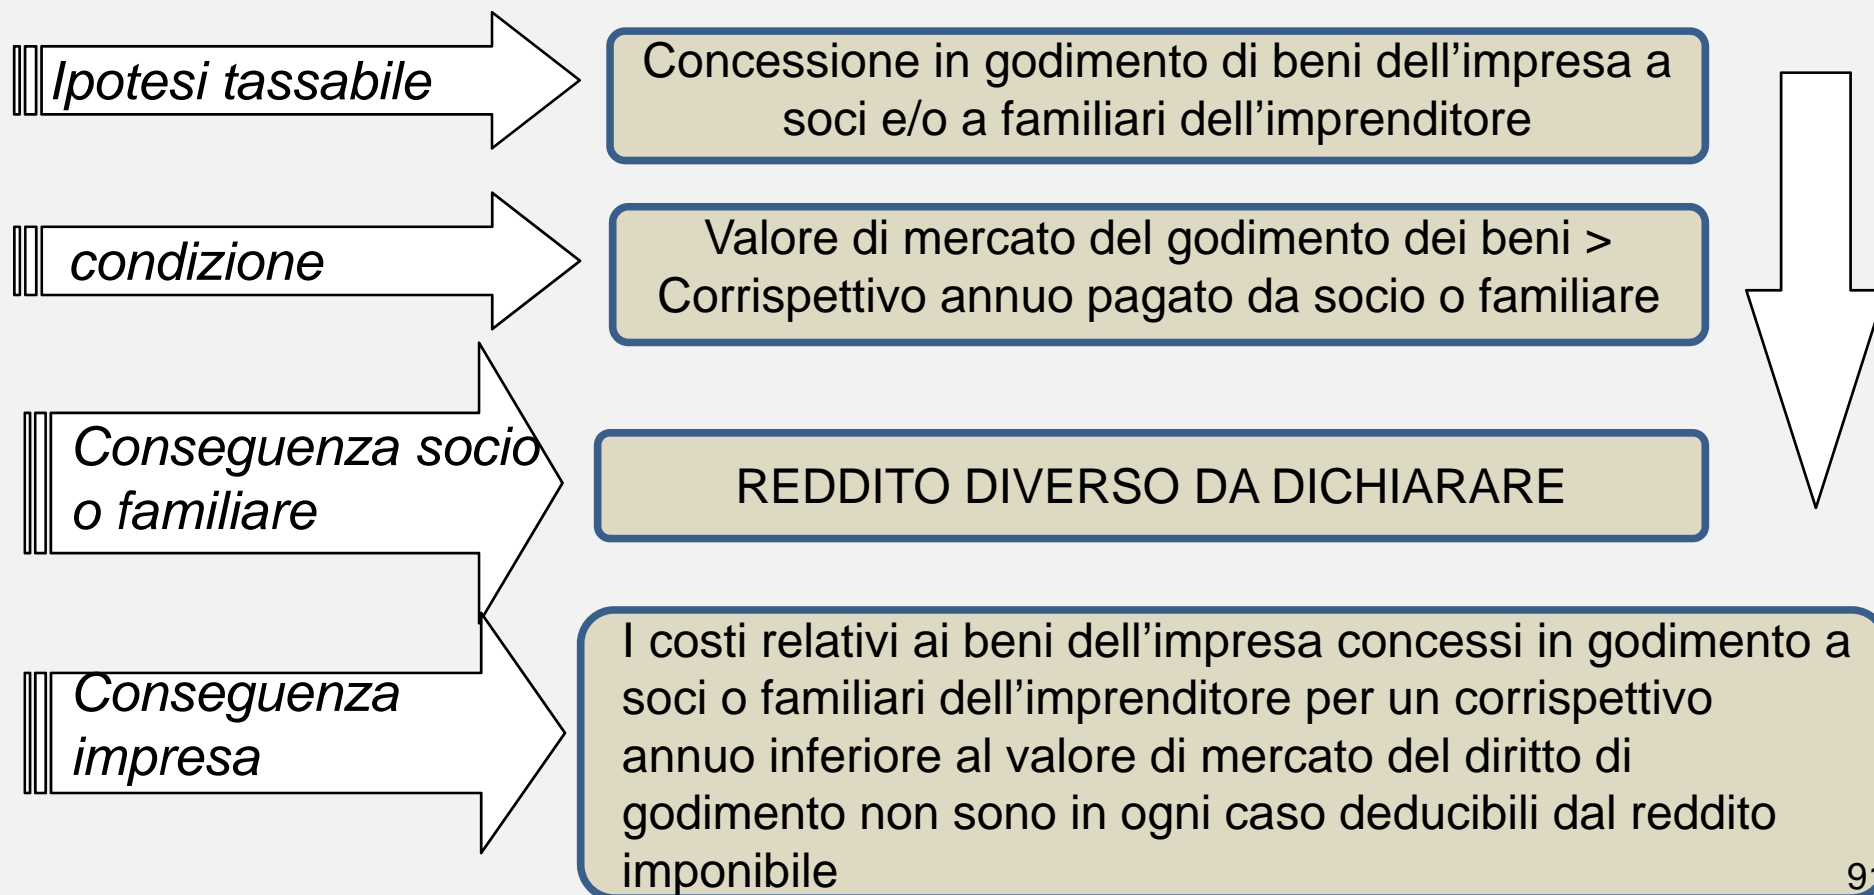 Ipotesi tassabile
Concessione in godimento di beni dell’impresa a
soci e/o a familiari dell’imprenditore
condizione
Valore di mercato del godimento dei beni >
Corrispettivo annuo pagato da socio o familiare
Conseguenza socio
o familiare
REDDITO DIVERSO DA DICHIARARE
Conseguenza
impresa
I costi relativi ai beni dell’impresa concessi in godimento a
soci o familiari dell’imprenditore per un corrispettivo
annuo inferiore al valore di mercato del diritto di
godimento non sono in ogni caso deducibili dal reddito
imponibile